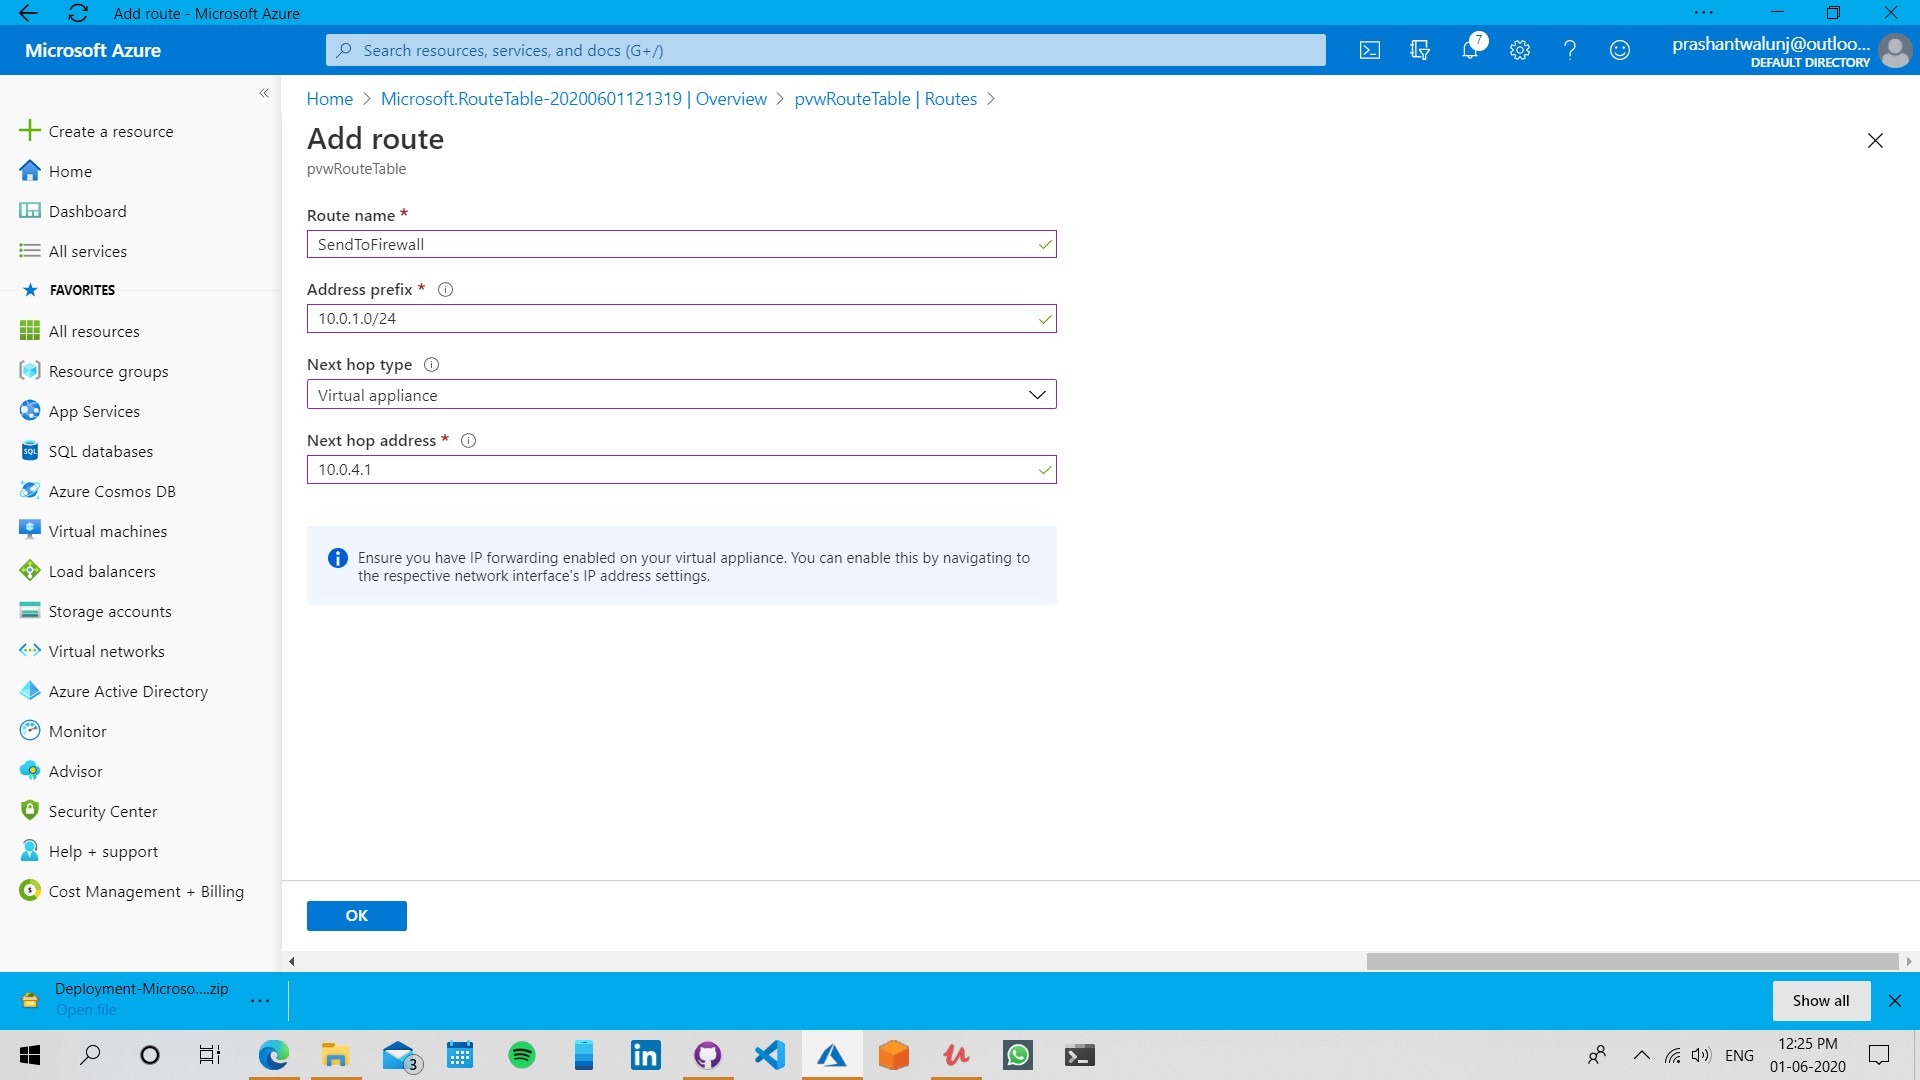 Add route - Microsoft Azure
Microsoft Azure
Search resources, services, and docs (G+/)
7
prashantwalunj@outloo...
DEFAULT DIRECTORY
Create a resource
Home
Dashboard
All services
FAVORITES
All resources
Resource groups
App Services
SQL databases
Azure Cosmos DB
Virtual machines
Load balancers
Storage accounts
Virtual networks
Azure Active Directory
Monitor
Advisor
Security Center
Help + support
Cost Management + Billing
Home > Microsoft.RouteTable-20200601121319 | Overview > pvwRouteTable | Routes >
Add route
pvwRouteTable
Route name *
SendToFirewall
Address prefix *
10.0.1.0/24
Next hop type
Virtual appliance
Next hop address *
10.0.4.1
Ensure you have IP forwarding enabled on your virtual appliance. You can enable this by navigating to
the respective network interface's IP address settings.
OK
Deployment-Microso....zip
Open file
Show all
3
ENG
12:25 PM
01-06-2020